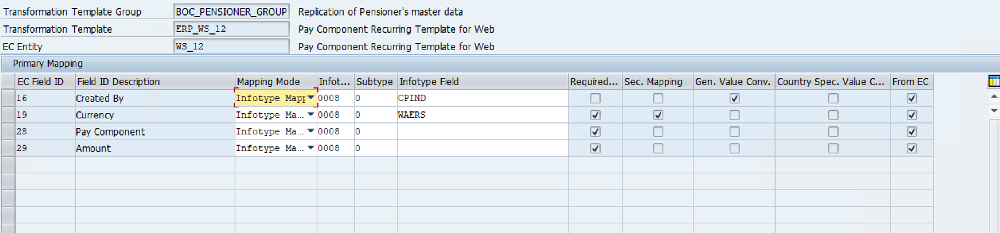 Transformation Template Group BOC_PENSIONER_GROUP Replication of Pensioner's master data
Transformation Template ERP_WS_12 Pay Component Recurring Template for Web
EC Entity WS_12 Pay Component Recurring Template for Web
Primary Mapping
EC Field ID Field ID Description Mapping Mode Infot... Subtype Infotype Field Required... Sec. Mapping Gen. Value Conv. Country Spec. Value C... From EC
16 Created By Infotype Mapp 0008 0 CPIND
19 Currency Infotype Ma... 0008 0 WAERS
28 Pay Component Infotype Ma... 0008 0
29 Amount Infotype Ma... 0008 0